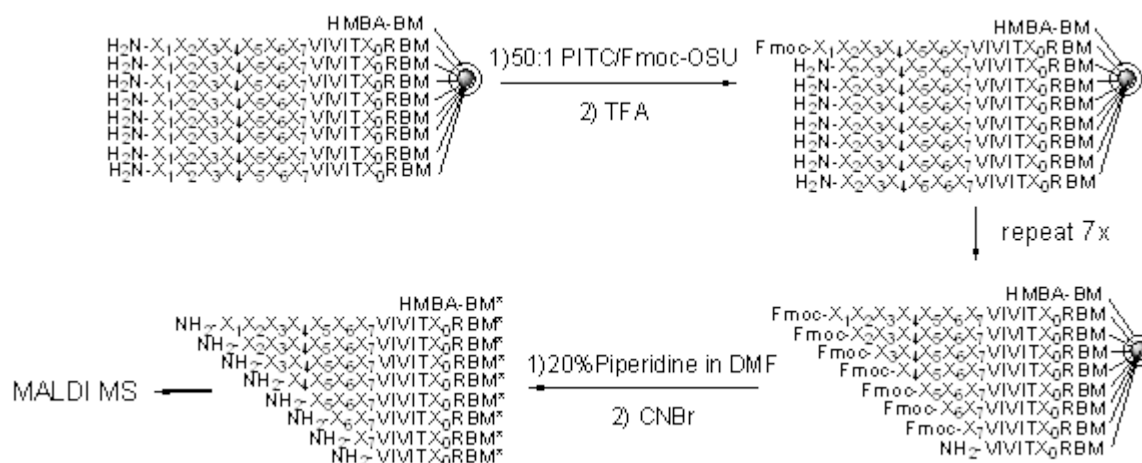 HMBA-BM
H2N-X1X2X3X4X5X6X7VIVITX0RBM
H2N-X1X2X3X4X5X6X7VIVITX0RBM
H2N-X1X2X3X4X5X6X7VIVITX0RBM
H2N-X1X2X3X4X5X6X7VIVITX0RBM
H2N-X1X2X3X4X5X6X7VIVITX0RBM
H2N-X1X2X3X4X5X6X7VIVITX0RBM
H2N-X1X2X3X4X5X6X7VIVITX0RBM
H2N-X1X2X3X4X5X6X7VIVITX0RBM
1)50:1 PITC/Fmoc-OSU
2) TFA
HMBA-BM
Fmoc-X1X2X3X4X5X6X7VIVITX0RBM
H2N-X2X3X4X5X6X7VIVITX0RBM
H2N-X2X3X4X5X6X7VIVITX0RBM
H2N-X2X3X4X5X6X7VIVITX0RBM
H2N-X2X3X4X5X6X7VIVITX0RBM
H2N-X2X3X4X5X6X7VIVITX0RBM
H2N-X2X3X4X5X6X7VIVITX0RBM
H2N-X2X3X4X5X6X7VIVITX0RBM
repeat 7x
HMBA-BM
Fmoc-X1X2X3X4X5X6X7VIVITX0RBM
Fmoc-X2X3X4X5X6X7VIVITX0RBM
Fmoc-X3X4X5X6X7VIVITX0RBM
Fmoc-X4X5X6X7VIVITX0RBM
Fmoc-X5X6X7VIVITX0RBM
Fmoc-X6X7VIVITX0RBM
Fmoc-X7VIVITX0RBM
NH2-VIVITX0RBM
1)20%Piperidine in DMF
2) CNBr
HMBA-BM*
NH2-X1X2X3X4X5X6X7VIVITX0RBM*
NH2-X2X3X4X5X6X7VIVITX0RBM*
NH2-X3X4X5X6X7VIVITX0RBM*
NH2-X4X5X6X7VIVITX0RBM*
NH2-X5X6X7VIVITX0RBM*
NH2-X6X7VIVITX0RBM*
NH2-X7VIVITX0RBM*
NH2-VIVITX0RBM*
MALDI MS